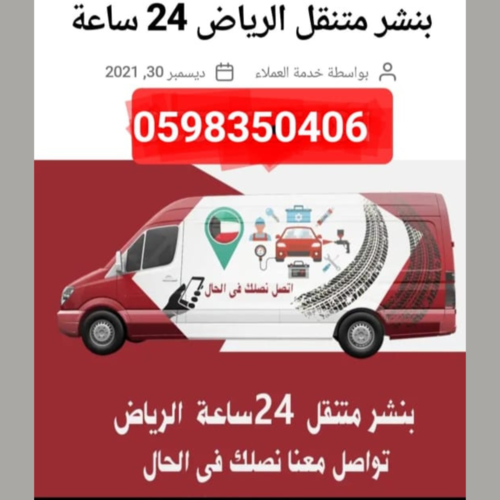 بنشر متنقل الرياض 24 ساعة
بواسطة خدمة العملاء ديسمبر 30, 2021
0598350406
اتصل نصلك فى الحال
بنشر متنقل 24ساعة الرياض
تواصل معنا نصلك فى الحال